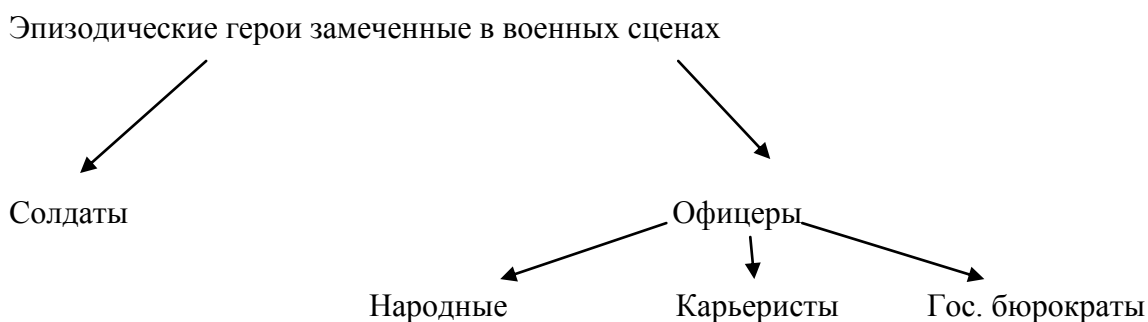 Эпизодические герои замеченные в военных сценах
Солдаты Офицеры
Народные Карьеристы Гос. бюрократы